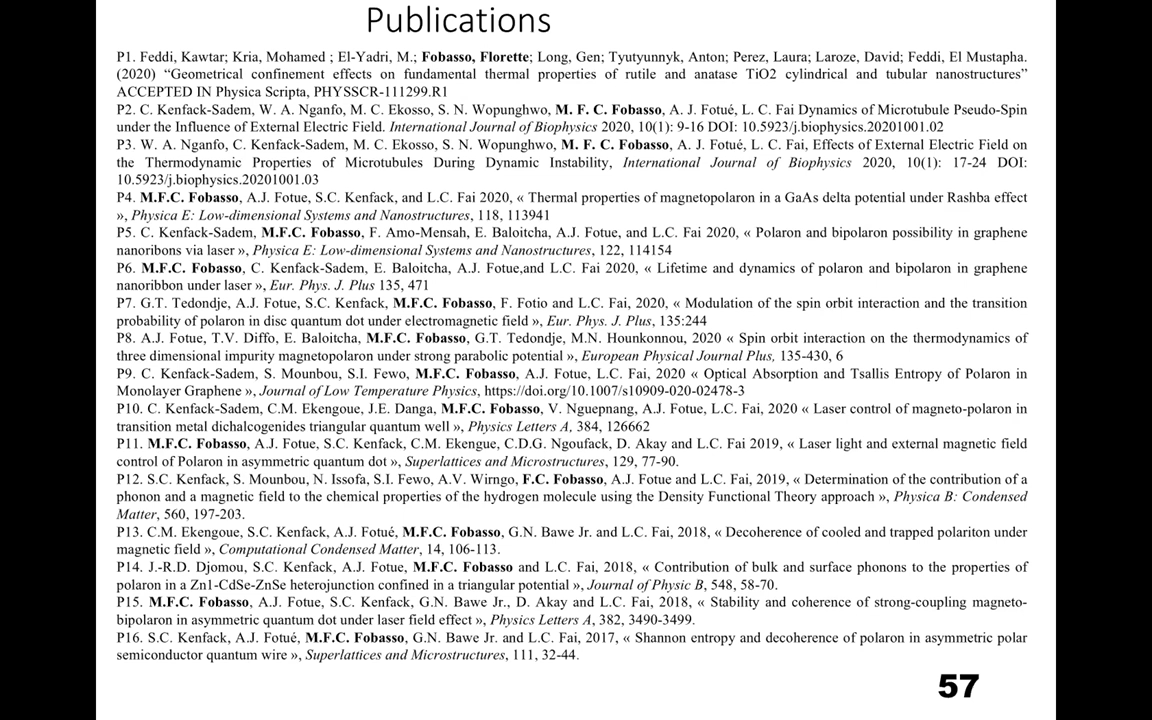 Publications
P1. Feddi, Kawtar; Kria, Mohamed ; El-Yadri, M.; Fobasso, Florette; Long, Gen; Tyutyunnyk, Anton; Perez, Laura; Laroze, David; Feddi, El Mustapha.
(2020) “Geometrical confinement effects on fundamental thermal properties of rutile and anatase TiO2 cylindrical and tubular nanostructures”
ACCEPTED IN Physica Scripta, PHYSSCR-111299.R1
P2. C. Kenfack-Sadem, W. A. Nganfo, M. C. Ekosso, S. N. Wopunghwo, M. F. C. Fobasso, A. J. Fotué, L. C. Fai Dynamics of Microtubule Pseudo-Spin
under the Influence of External Electric Field. International Journal of Biophysics 2020, 10(1): 9-16 DOI: 10.5923/j.biophysics.20201001.02
P3. W. A. Nganfo, C. Kenfack-Sadem, M. C. Ekosso, S. N. Wopunghwo, M. F. C. Fobasso, A. J. Fotué, L. C. Fai, Effects of External Electric Field on
the Thermodynamic Properties of Microtubules During Dynamic Instability, International Journal of Biophysics 2020, 10(1): 17-24 DOI:
10.5923/j.biophysics.20201001.03
P4. M.F.C. Fobasso, A.J. Fotue, S.C. Kenfack, and L.C. Fai 2020, « Thermal properties of magnetopolaron in a GaAs delta potential under Rashba effect
», Physica E: Low-dimensional Systems and Nanostructures, 118, 113941
P5. C. Kenfack-Sadem, M.F.C. Fobasso, F. Amo-Mensah, E. Baloitcha, A.J. Fotue, and L.C. Fai 2020, « Polaron and bipolaron possibility in graphene
nanoribons via laser », Physica E: Low-dimensional Systems and Nanostructures, 122, 114154
P6. M.F.C. Fobasso, C. Kenfack-Sadem, E. Baloitcha, A.J. Fotue,and L.C. Fai 2020, « Lifetime and dynamics of polaron and bipolaron in graphene
nanoribbon under laser », Eur. Phys. J. Plus 135, 471
P7. G.T. Tedondje, A.J. Fotue, S.C. Kenfack, M.F.C. Fobasso, F. Fotio and L.C. Fai, 2020, « Modulation of the spin orbit interaction and the transition
probability of polaron in disc quantum dot under electromagnetic field », Eur. Phys. J. Plus, 135:244
P8. A.J. Fotue, T.V. Diffo, E. Baloitcha, M.F.C. Fobasso, G.T. Tedondje, M.N. Hounkonnou, 2020 « Spin orbit interaction on the thermodynamics of
three dimensional impurity magnetopolaron under strong parabolic potential », European Physical Journal Plus, 135-430, 6
P9. C. Kenfack-Sadem, S. Mounbou, S.I. Fewo, M.F.C. Fobasso, A.J. Fotue, L.C. Fai, 2020 « Optical Absorption and Tsallis Entropy of Polaron in
Monolayer Graphene », Journal of Low Temperature Physics, https://doi.org/10.1007/s10909-020-02478-3
P10. C. Kenfack-Sadem, C.M. Ekengoue, J.E. Danga, M.F.C. Fobasso, V. Nguepnang, A.J. Fotue, L.C. Fai, 2020 « Laser control of magneto-polaron in
transition metal dichalcogenides triangular quantum well », Physics Letters A, 384, 126662
P11. M.F.C. Fobasso, A.J. Fotue, S.C. Kenfack, C.M. Ekengue, C.D.G. Ngoufack, D. Akay and L.C. Fai 2019, « Laser light and external magnetic field
control of Polaron in asymmetric quantum dot », Superlattices and Microstructures, 129, 77-90.
P12. S.C. Kenfack, S. Mounbou, N. Issofa, S.I. Fewo, A.V. Wirngo, F.C. Fobasso, A.J. Fotue and L.C. Fai, 2019, « Determination of the contribution of a
phonon and a magnetic field to the chemical properties of the hydrogen molecule using the Density Functional Theory approach », Physica B: Condensed
Matter, 560, 197-203.
P13. C.M. Ekengoue, S.C. Kenfack, A.J. Fotué, M.F.C. Fobasso, G.N. Bawe Jr. and L.C. Fai, 2018, « Decoherence of cooled and trapped polariton under
magnetic field », Computational Condensed Matter, 14, 106-113.
P14. J.-R.D. Djomou, S.C. Kenfack, A.J. Fotue, M.F.C. Fobasso and L.C. Fai, 2018, « Contribution of bulk and surface phonons to the properties of
polaron in a Zn1-CdSe-ZnSe heterojunction confined in a triangular potential », Journal of Physic B, 548, 58-70.
P15. M.F.C. Fobasso, A.J. Fotue, S.C. Kenfack, G.N. Bawe Jr., D. Akay and L.C. Fai, 2018, « Stability and coherence of strong-coupling magneto-
bipolaron in asymmetric quantum dot under laser field effect », Physics Letters A, 382, 3490-3499.
P16. S.C. Kenfack, A.J. Fotué, M.F.C. Fobasso, G.N. Bawe Jr. and L.C. Fai, 2017, « Shannon entropy and decoherence of polaron in asymmetric polar
semiconductor quantum wire », Superlattices and Microstructures, 111, 32-44.
57